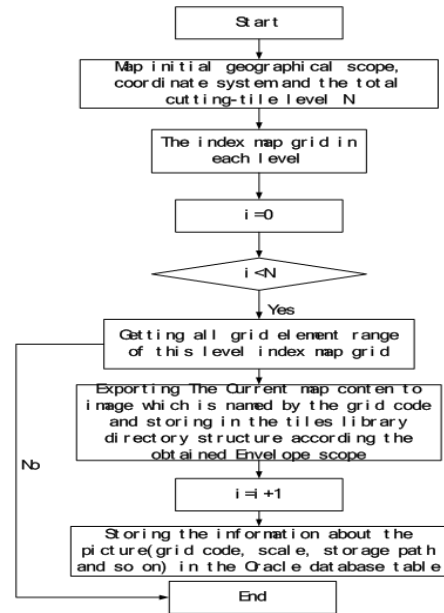 Start
Map initial geographical scope,
coordinate system and the total
cutting-tile level N
The index map grid in
each level
i=0
i<N
Yes
Getting all grid element range
of this level index map grid
Exporting The Current map conten to
image which is named by the grid code
and storing in the tiles library
directory structure according the
obtained Envelope scope
No
i=i+1
Storing the information about the
picture(grid code, scale, storage path
and so on) in the Oracle database table
End